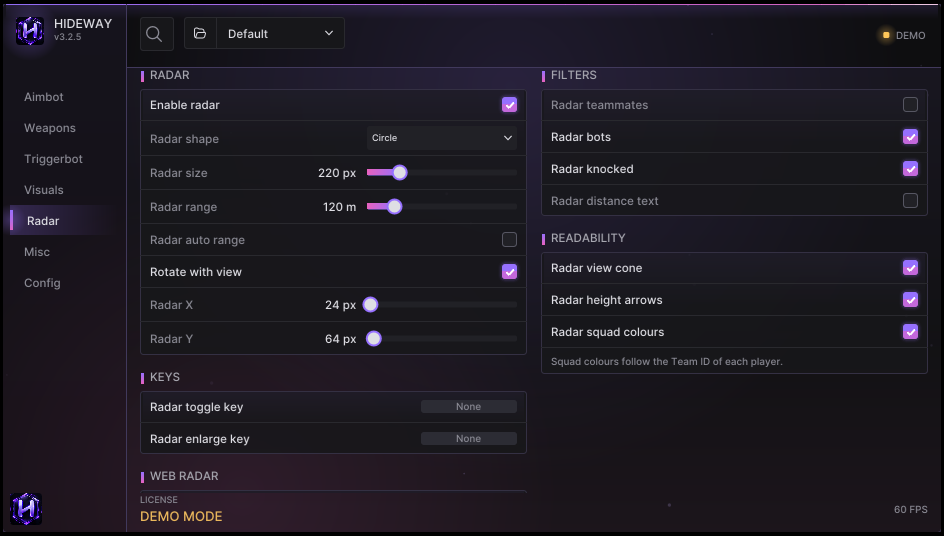 HIDEWAY
v3.2.5
Default
DEMO
Aimbot
Weapons
Triggerbot
Visuals
Radar
Misc
Config
RADAR
Enable radar
Radar shape Circle
Radar size 220 px
Radar range 120 m
Radar auto range
Rotate with view
Radar X 24 px
Radar Y 64 px
KEYS
Radar toggle key None
Radar enlarge key None
WEB RADAR
FILTERS
Radar teammates
Radar bots
Radar knocked
Radar distance text
READABILITY
Radar view cone
Radar height arrows
Radar squad colours
Squad colours follow the Team ID of each player.
LICENSE
DEMO MODE
60 FPS